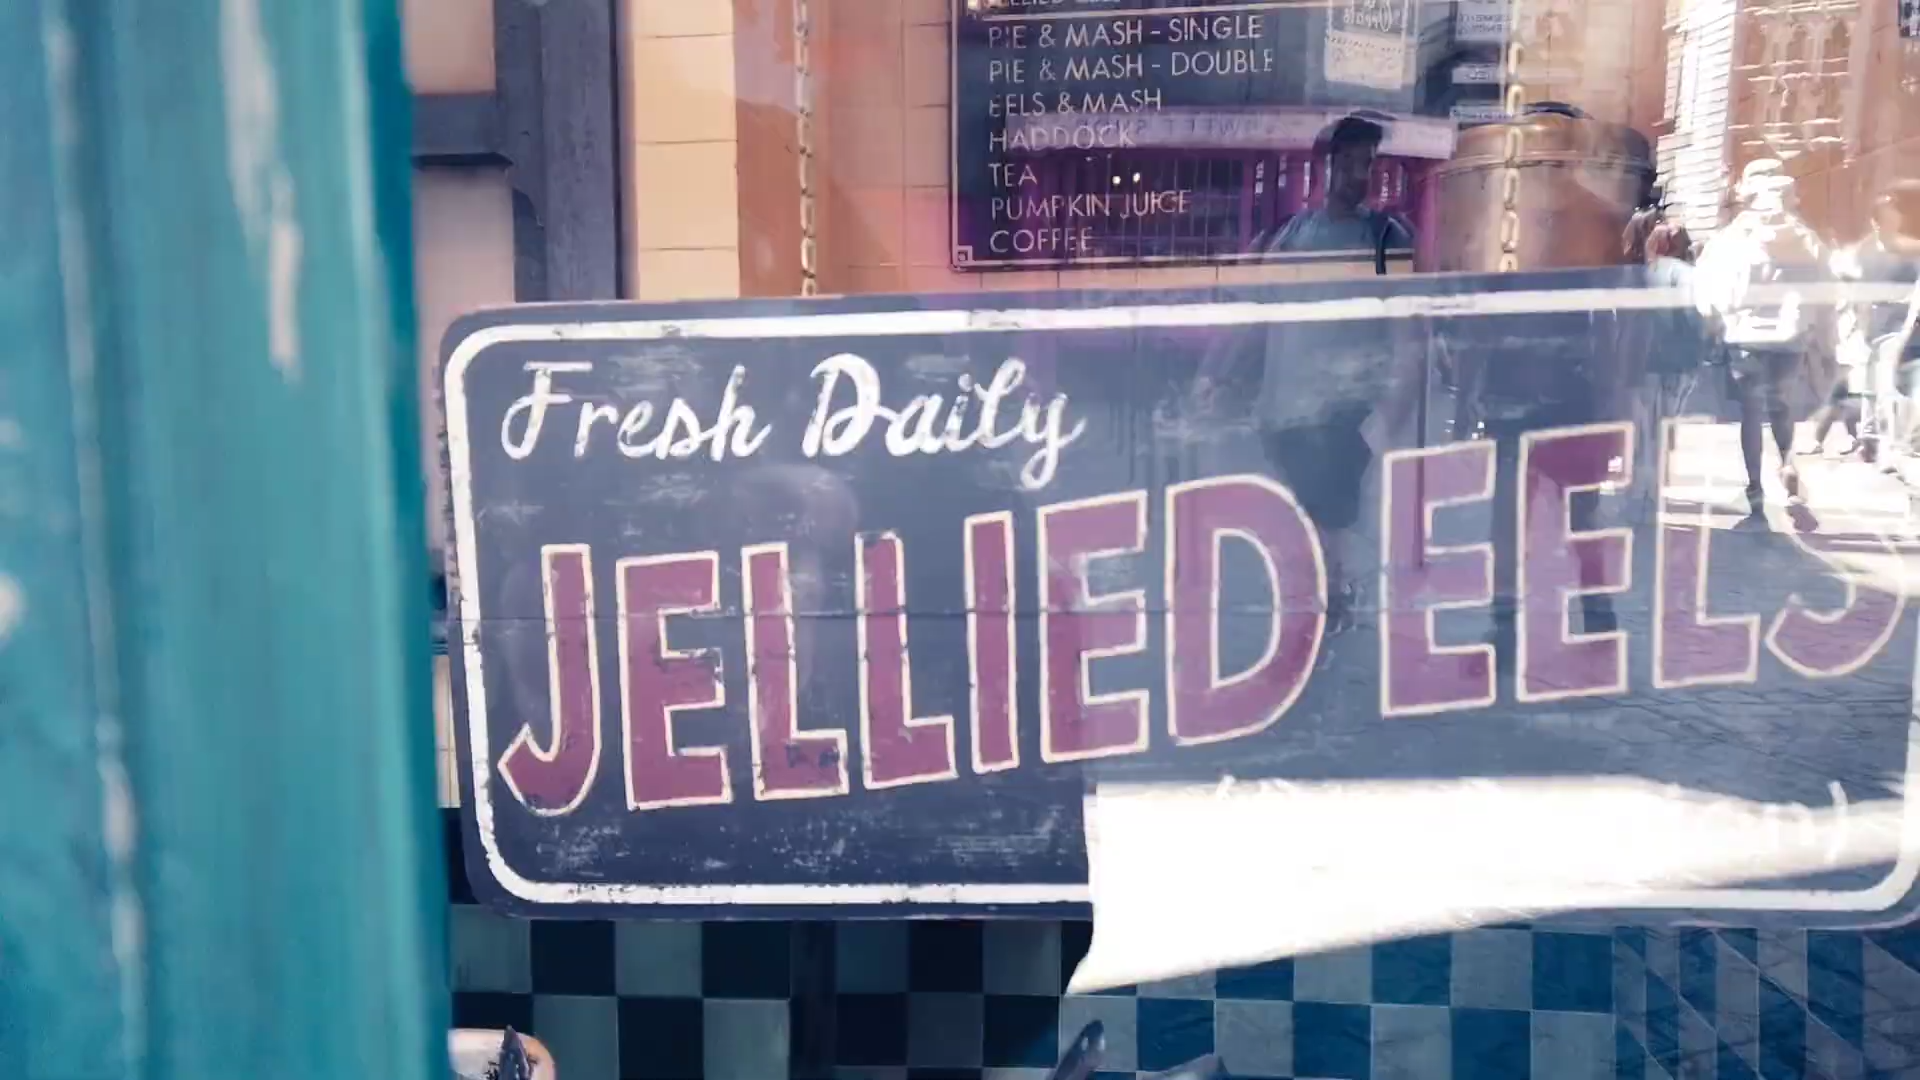 PIE & MASH - SINGLE
PIE & MASH - DOUBLE
EELS & MASH
HADDOCK
TEA
PUMPKIN JUICE
COFFEE
Fresh Daily
JELLIED EELS